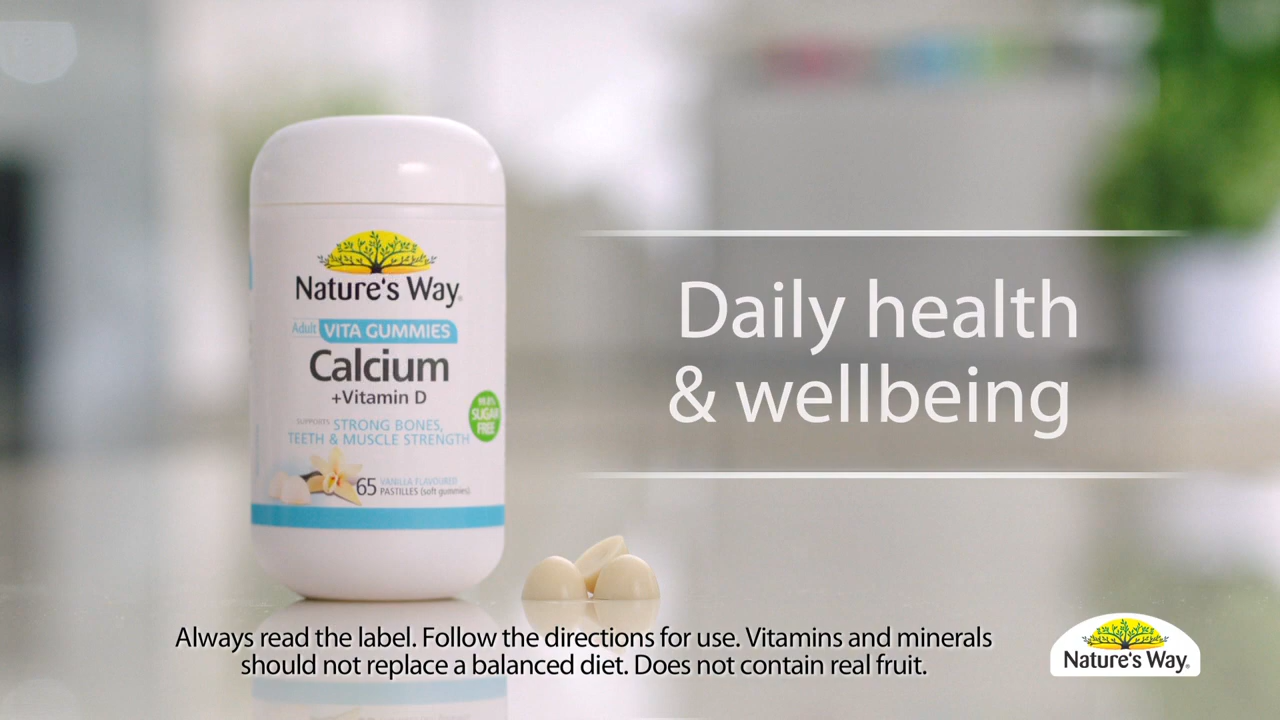 Nature's Way
Adult VITA GUMMIES
Calcium
+Vitamin D
SUPPORTS STRONG BONES,
TEETH & MUSCLE STRENGTH
99.8%
SUGAR
FREE
65 VANILLA FLAVOURED
PASTILLES (soft gummies)
Daily health
& wellbeing
Always read the label. Follow the directions for use. Vitamins and minerals
should not replace a balanced diet. Does not contain real fruit.
Nature's Way